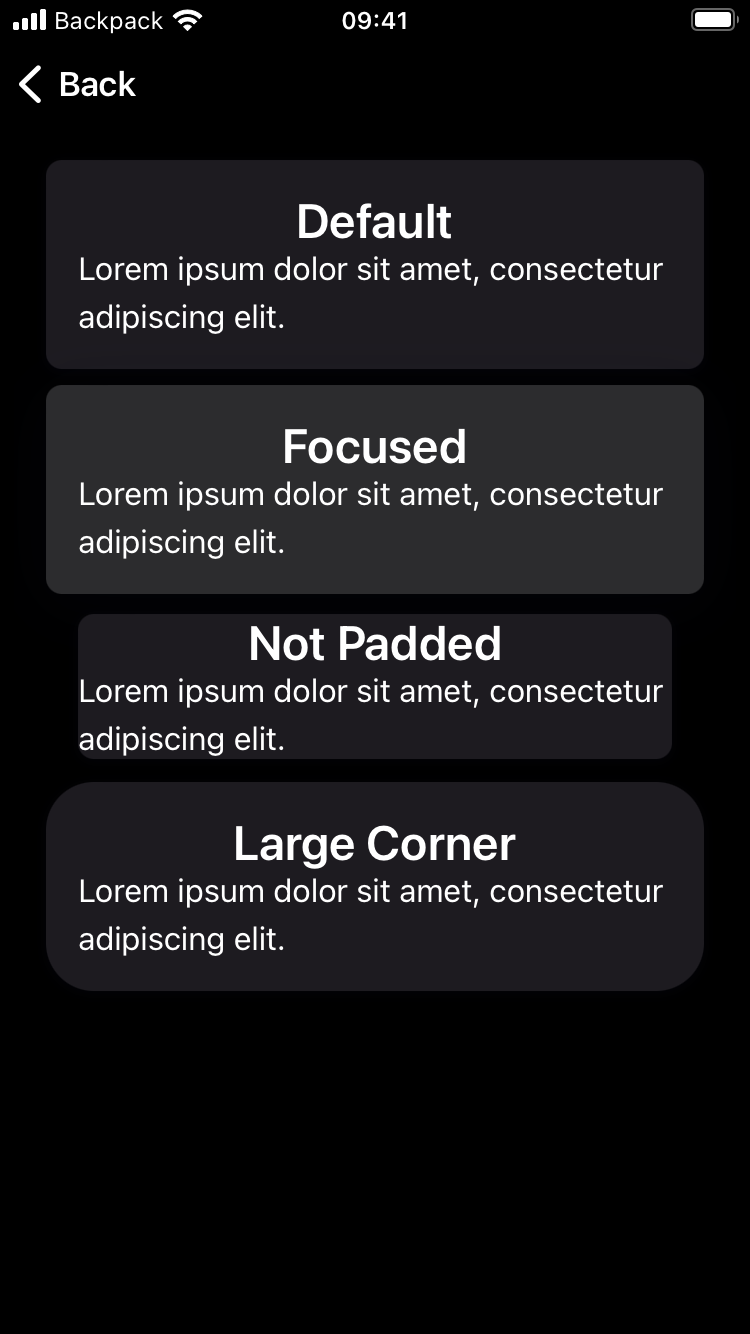 Backpack 09:41
Back
Default
Lorem ipsum dolor sit amet, consectetur
adipiscing elit.
Focused
Lorem ipsum dolor sit amet, consectetur
adipiscing elit.
Not Padded
Lorem ipsum dolor sit amet, consectetur
adipiscing elit.
Large Corner
Lorem ipsum dolor sit amet, consectetur
adipiscing elit.